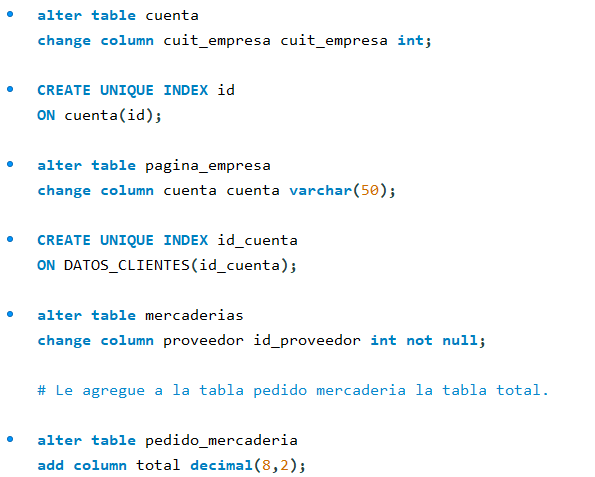 alter table cuenta
change column cuit_empresa cuit_empresa int;
CREATE UNIQUE INDEX id
ON cuenta(id);
alter table pagina_empresa
change column cuenta cuenta varchar(50);
CREATE UNIQUE INDEX id_cuenta
ON DATOS_CLIENTES(id_cuenta);
alter table mercaderias
change column proveedor id_proveedor int not null;
# Le agregue a la tabla pedido mercaderia la tabla total.
alter table pedido_mercaderia
add column total decimal(8,2);